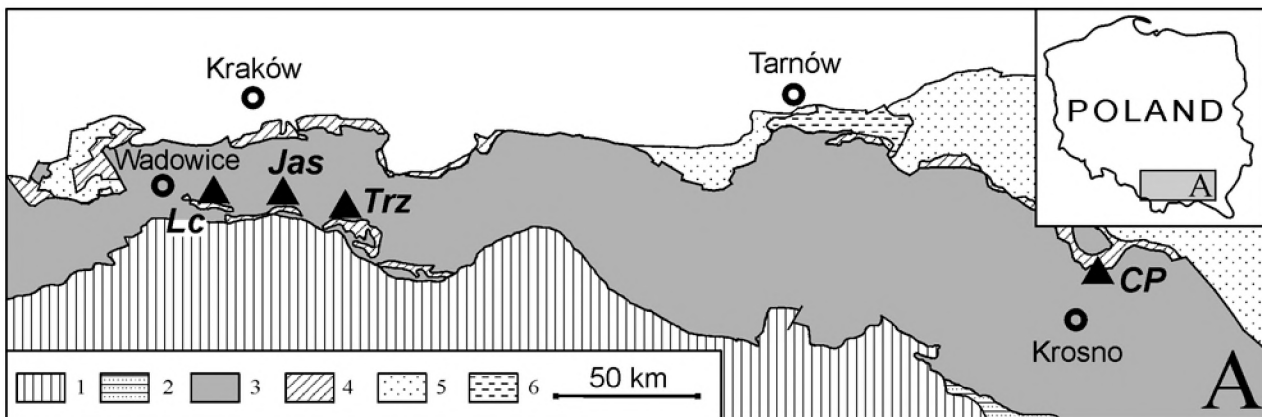 Kraków
Tarnów
POLAND
A
Wadowice
Jas
Lc
Trz
CP
Krosno
1 2 3 4 5 6 50 km
A